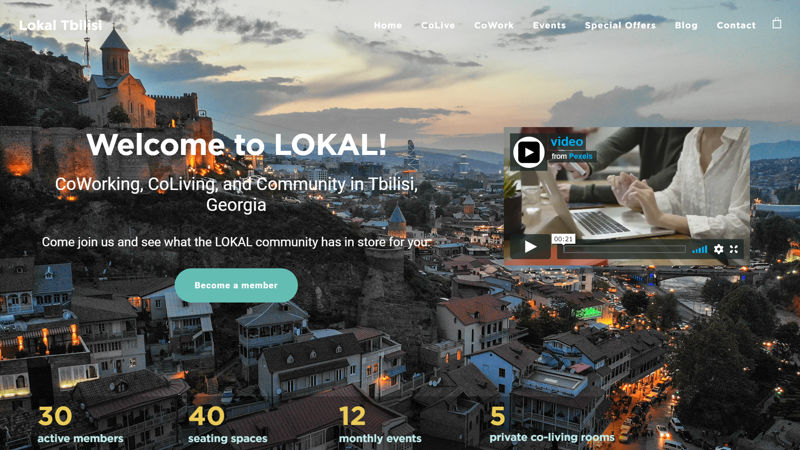 Lokal Tbilisi
Home CoLive CoWork Events Special Offers Blog Contact
Welcome to LOKAL!
CoWorking, CoLiving, and Community in Tbilisi,
Georgia
Come join us and see what the LOKAL community has in store for you.
Become a member
video
from Pexels
00:21
30 40 12 5
active members seating spaces monthly events private co-living rooms